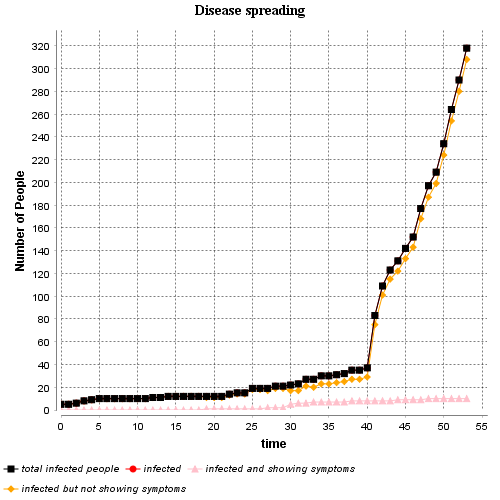 Disease spreading
Number of People
320
300
280
260
240
220
200
180
160
140
120
100
80
60
40
20
0
0 5 10 15 20 25 30 35 40 45 50 55
time
total infected people infected infected and showing symptoms
infected but not showing symptoms